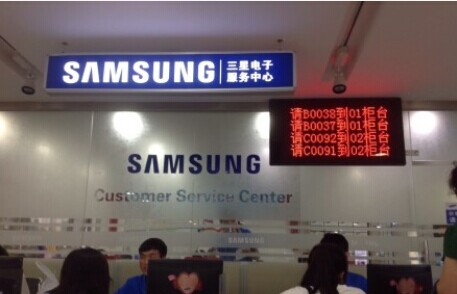 SAMSUNG 三星电子
服务中心
请B0038到01柜台
请B0037到01柜台
请C0092到02柜台
请C0091到02柜台
SAMSUNG
Customer Service Center
SAMSUNG